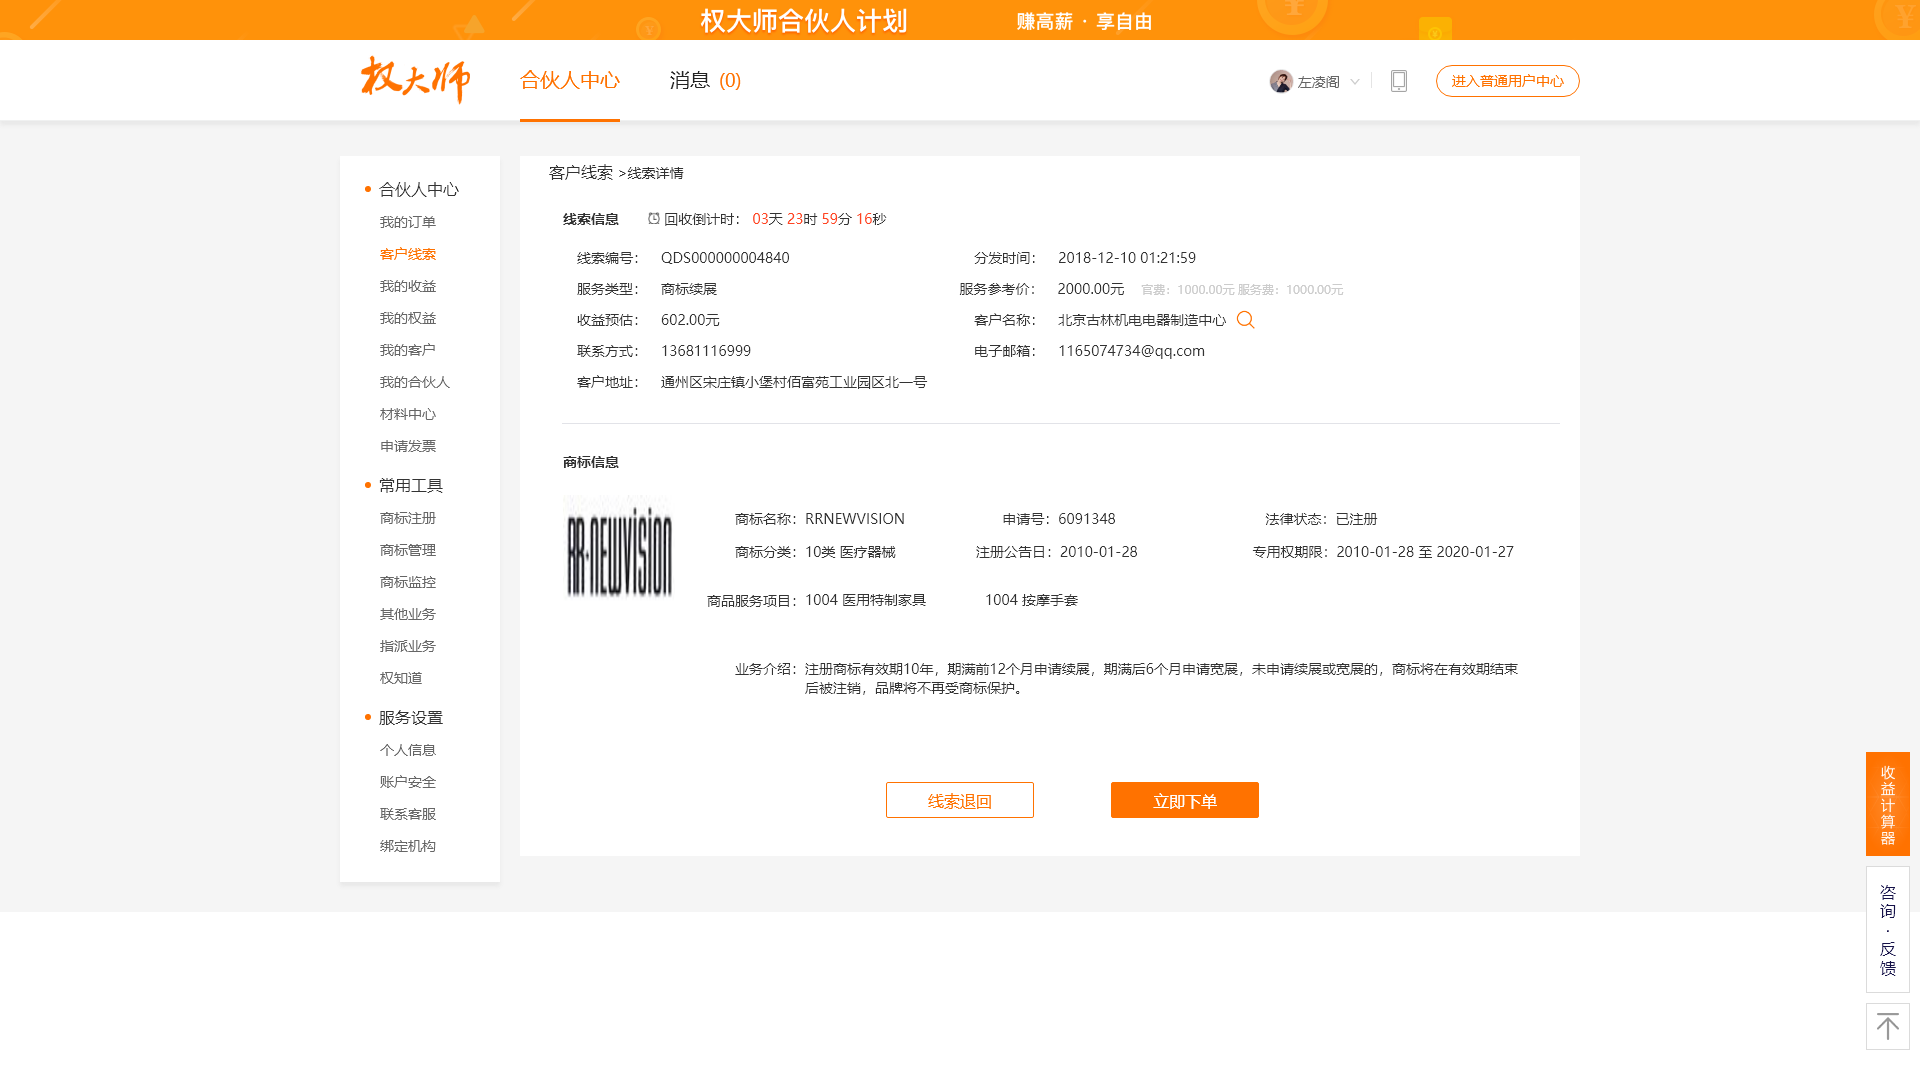 权大师合伙人计划 赚高薪 · 享自由
权大师 合伙人中心 消息 (0) 左凌阁 进入普通用户中心
合伙人中心
我的订单
客户线索
我的收益
我的权益
我的客户
我的合伙人
材料中心
申请发票
常用工具
商标注册
商标管理
商标监控
其他业务
指派业务
权知道
服务设置
个人信息
账户安全
联系客服
绑定机构
客户线索 >线索详情
线索信息 回收倒计时： 03天 23时 59分 16秒
线索编号： QDS000000004840 分发时间： 2018-12-10 01:21:59
服务类型： 商标续展 服务参考价： 2000.00元 官费：1000.00元 服务费：1000.00元
收益预估： 602.00元 客户名称： 北京古林机电电器制造中心
联系方式： 13681116999 电子邮箱： 1165074734@qq.com
客户地址： 通州区宋庄镇小堡村佰富苑工业园区北一号
商标信息
RR·NEWVISION
商标名称：RRNEWVISION 申请号：6091348 法律状态：已注册
商标分类：10类 医疗器械 注册公告日：2010-01-28 专用权期限：2010-01-28 至 2020-01-27
商品服务项目：1004 医用特制家具 1004 按摩手套
业务介绍：注册商标有效期10年，期满前12个月申请续展，期满后6个月申请宽展，未申请续展或宽展的，商标将在有效期结束
后被注销，品牌将不再受商标保护。
线索退回 立即下单
收益计算器
咨询·反馈